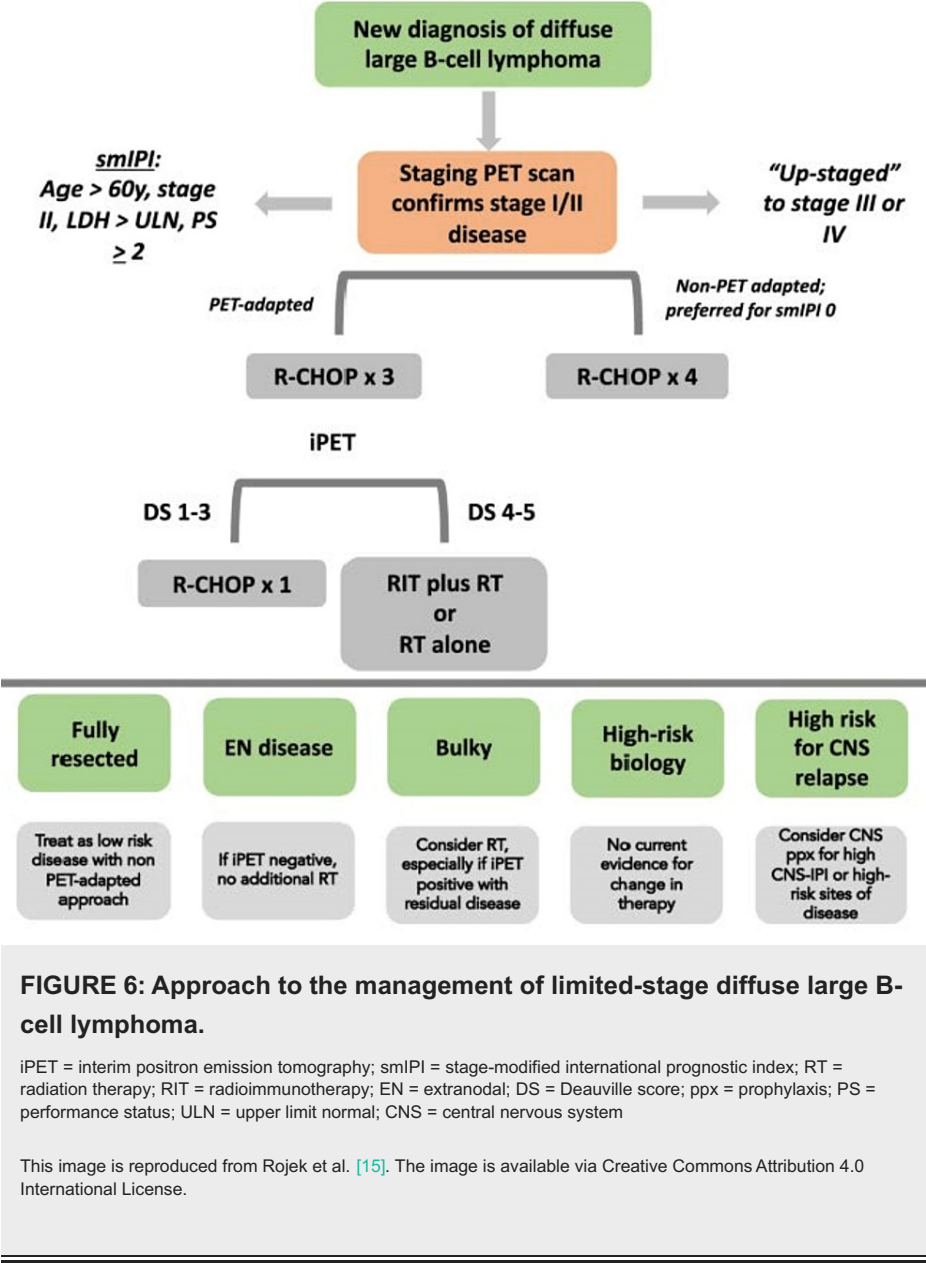 New diagnosis of diffuse
large B-cell lymphoma
smIPI:
Age > 60y, stage
II, LDH > ULN, PS
≥ 2
Staging PET scan
confirms stage I/II
disease
“Up-staged”
to stage III or
IV
PET-adapted
Non-PET adapted;
preferred for smIPI 0
R-CHOP x 3
R-CHOP x 4
iPET
DS 1-3
DS 4-5
R-CHOP x 1
RIT plus RT
or
RT alone
Fully
resected
EN disease
Bulky
High-risk
biology
High risk
for CNS
relapse
Treat as low risk
disease with non
PET-adapted
approach
If iPET negative,
no additional RT
Consider RT,
especially if iPET
positive with
residual disease
No current
evidence for
change in
therapy
Consider CNS
ppx for high
CNS-IPI or high-
risk sites of
disease
FIGURE 6: Approach to the management of limited-stage diffuse large B-
cell lymphoma.
iPET = interim positron emission tomography; smIPI = stage-modified international prognostic index; RT =
radiation therapy; RIT = radioimmunotherapy; EN = extranodal; DS = Deauville score; ppx = prophylaxis; PS =
performance status; ULN = upper limit normal; CNS = central nervous system
This image is reproduced from Rojek et al. [15]. The image is available via Creative Commons Attribution 4.0
International License.